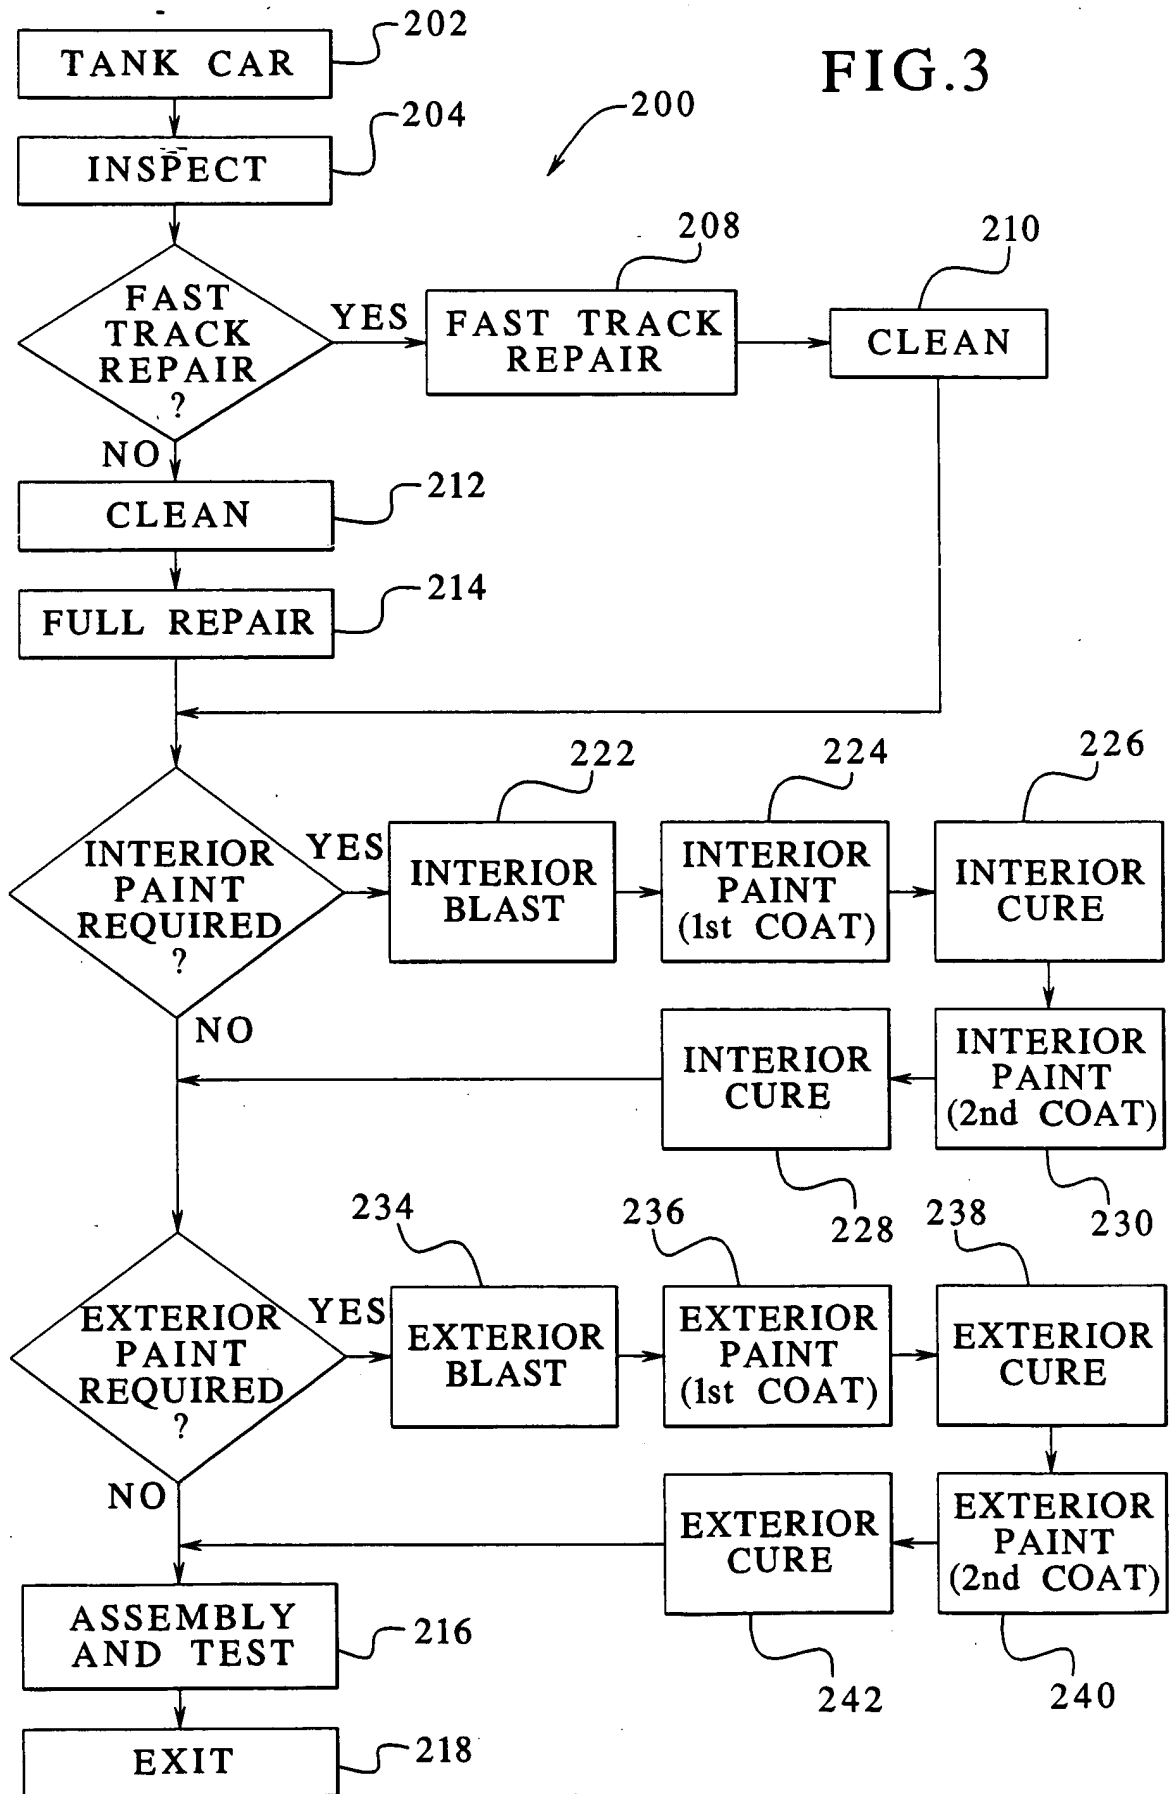 202
TANK CAR
FIG.3
204
200
INSPECT
208
210
FAST
TRACK
REPAIR
?
YES
FAST TRACK
REPAIR
CLEAN
NO
212
CLEAN
214
FULL REPAIR
222
224
226
INTERIOR
PAINT
REQUIRED
?
YES
INTERIOR
BLAST
INTERIOR
PAINT
(1st COAT)
INTERIOR
CURE
NO
INTERIOR
CURE
INTERIOR
PAINT
(2nd COAT)
228
230
234
236
238
EXTERIOR
PAINT
REQUIRED
?
YES
EXTERIOR
BLAST
EXTERIOR
PAINT
(1st COAT)
EXTERIOR
CURE
NO
EXTERIOR
CURE
EXTERIOR
PAINT
(2nd COAT)
242
240
ASSEMBLY
AND TEST
216
EXIT
218